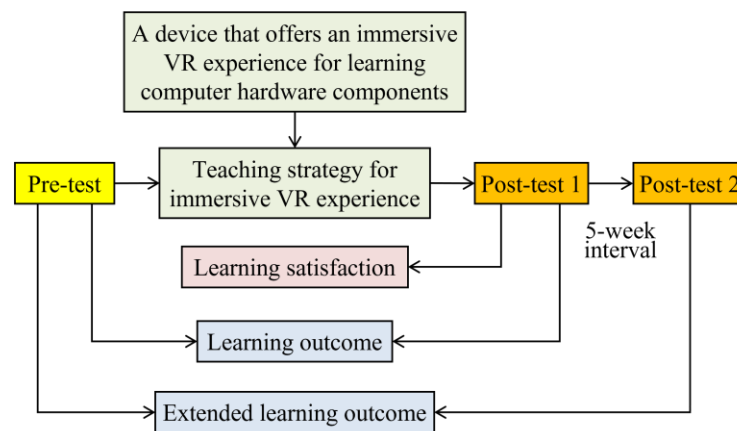 A device that offers an immersive
VR experience for learning
computer hardware components
Pre-test
Teaching strategy for
immersive VR experience
Post-test 1
Post-test 2
5-week
interval
Learning satisfaction
Learning outcome
Extended learning outcome